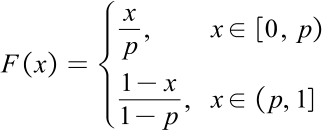 F(x) = { x/p, x ∈ [0, p)
(1−x)/(1−p), x ∈ (p, 1]